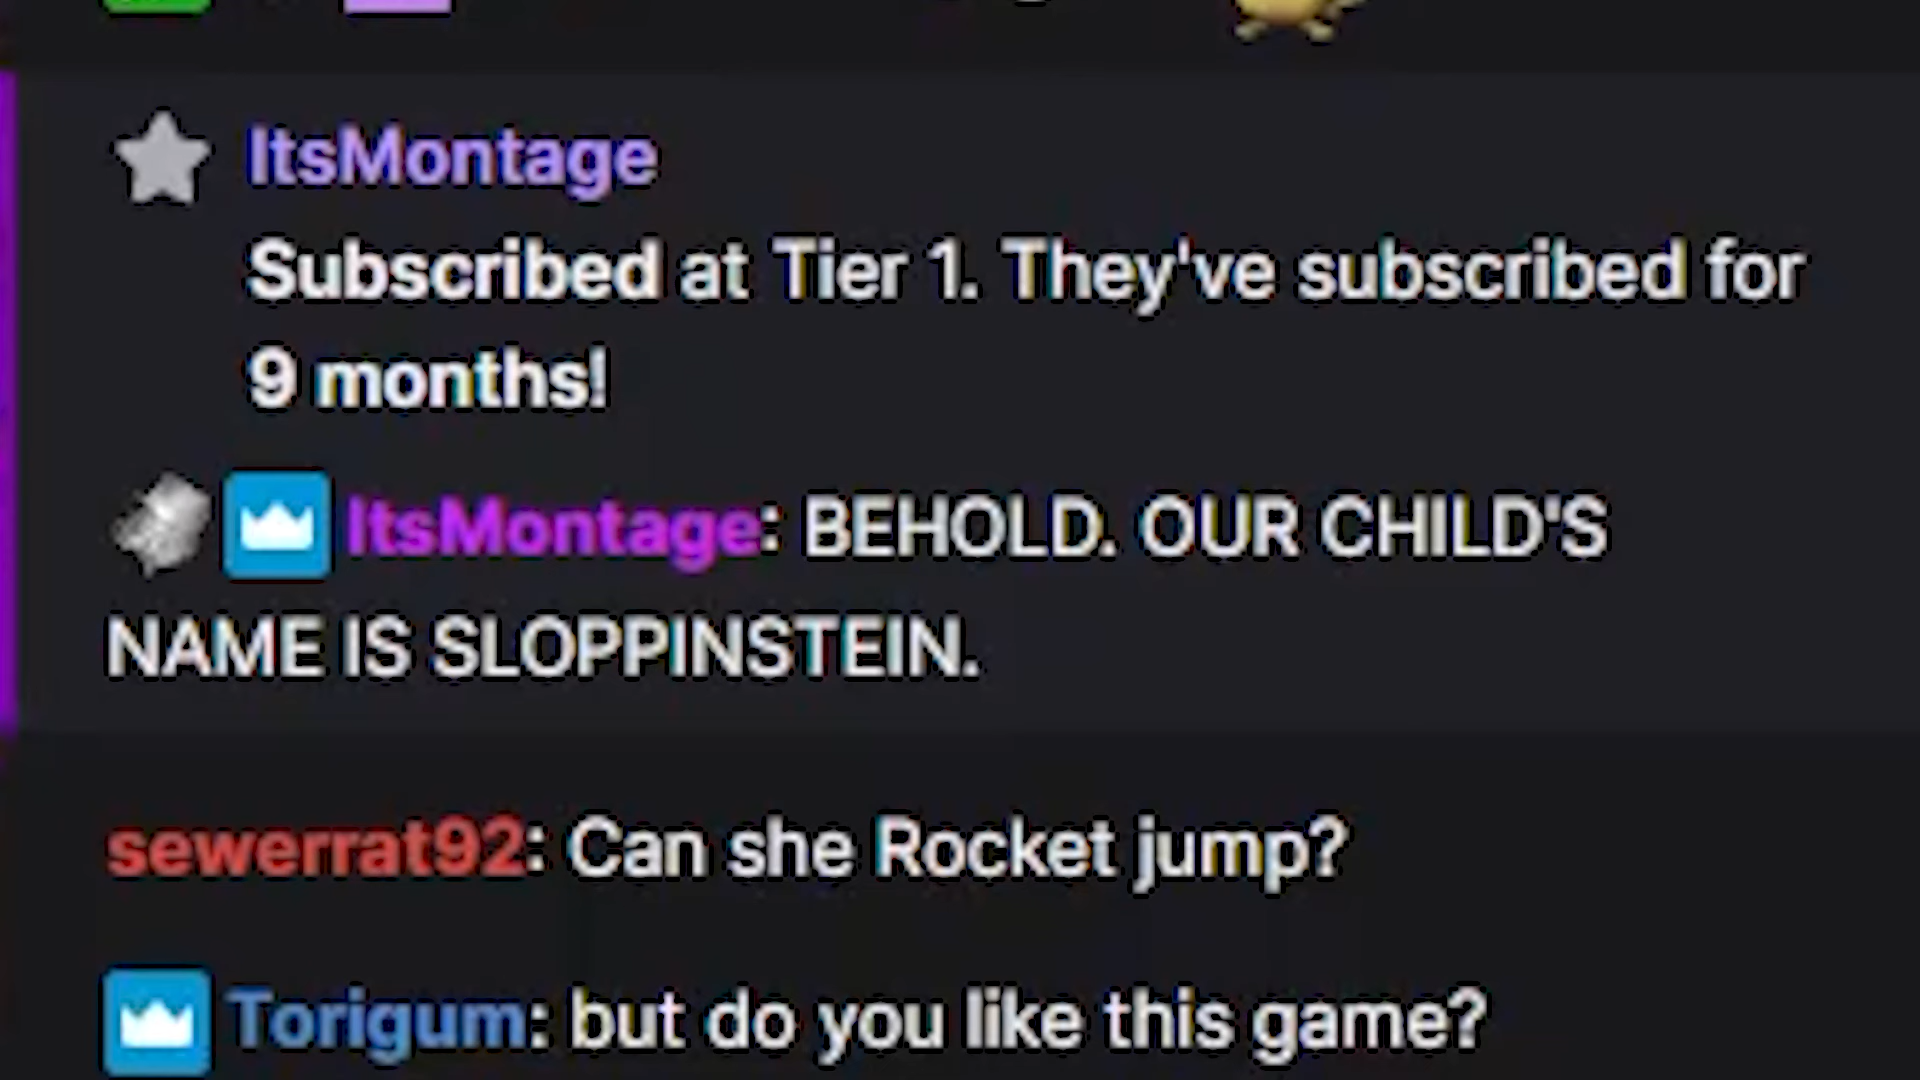 ItsMontage
Subscribed at Tier 1. They've subscribed for
9 months!
ItsMontage: BEHOLD. OUR CHILD'S
NAME IS SLOPPINSTEIN.
sewerrat92: Can she Rocket jump?
Torigum: but do you like this game?